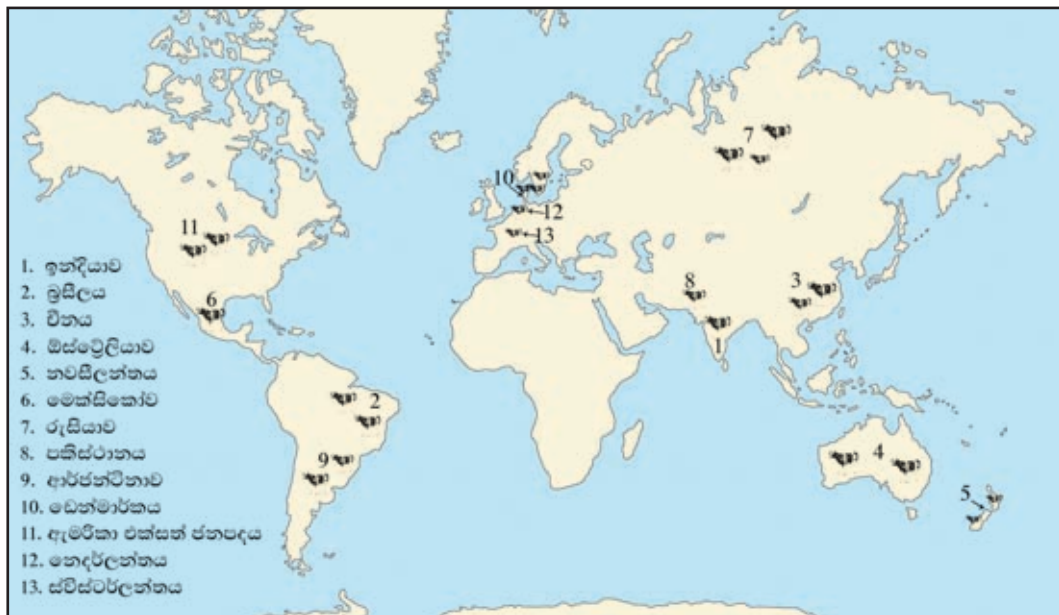 1. ඉන්දියාව
2. බ්‍රසීලය
3. චීනය
4. ඕස්ට්‍රේලියාව
5. නවසීලන්තය
6. මෙක්සිකෝව
7. රුසියාව
8. පකිස්ථානය
9. ආර්ජන්ටිනාව
10. ඩෙන්මාර්කය
11. ඇමරිකා එක්සත් ජනපදය
12. නෙදර්ලන්තය
13. ස්විස්ටර්ලන්තය
7
10
12
11
13
8
3
6
1
2
4
9
5